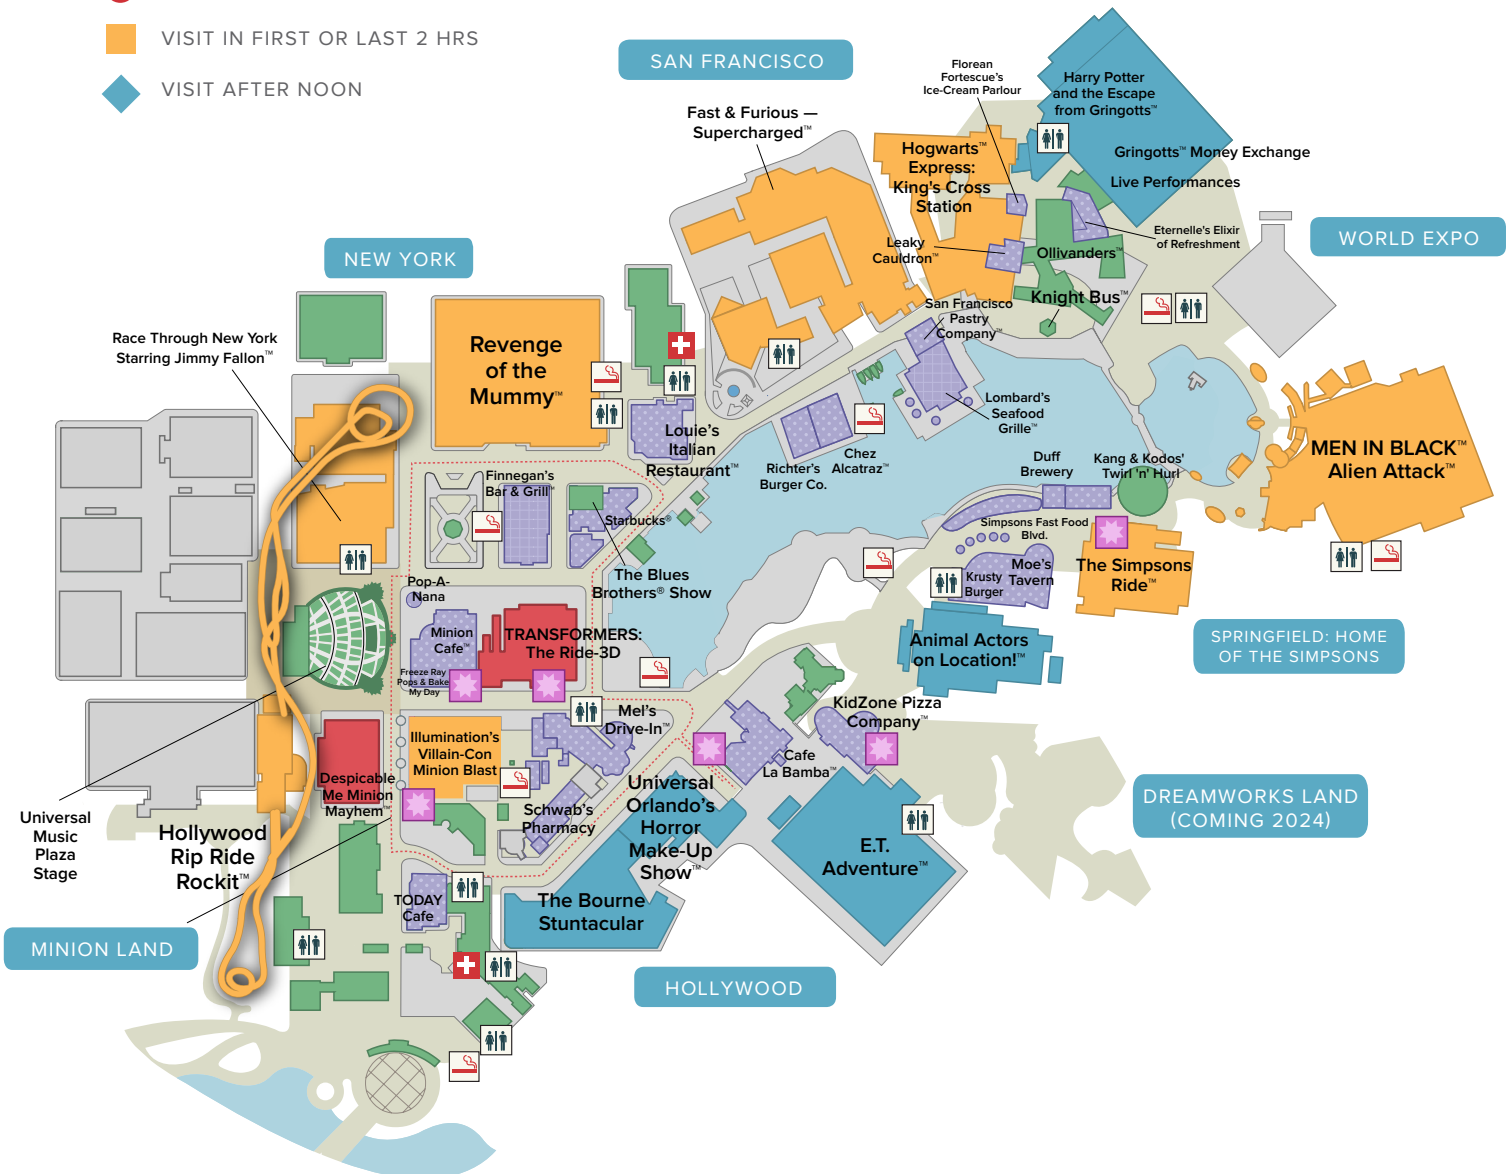 VISIT IN FIRST OR LAST 2 HRS
VISIT AFTER NOON
SAN FRANCISCO
Florean
Fortescue's
Ice-Cream Parlour
Harry Potter
and the Escape
from Gringotts™
Fast & Furious —
Supercharged™
Hogwarts™
Express:
King's Cross
Station
Gringotts™ Money Exchange
Live Performances
Eternelle's Elixir
of Refreshment
WORLD EXPO
Leaky
Cauldron™
Ollivanders™
NEW YORK
San Francisco
Pastry
Company™
Knight Bus™
Race Through New York
Starring Jimmy Fallon™
Revenge
of the
Mummy™
Lombard's
Seafood
Grille™
Louie's
Italian
Restaurant™
Richter's
Burger Co.
Chez
Alcatraz™
Duff
Brewery
Kang & Kodos'
Twirl 'n' Hurl
MEN IN BLACK™
Alien Attack™
Finnegan's
Bar & Grill™
Starbucks®
Simpsons Fast Food
Blvd.
The Blues
Brothers® Show
Moe's
Tavern
Krusty
Burger
The Simpsons
Ride™
Pop-A-
Nana
Minion
Cafe™
TRANSFORMERS:
The Ride-3D
Freeze Ray
Pops & Bake
My Day
Animal Actors
on Location!™
SPRINGFIELD: HOME
OF THE SIMPSONS
Mel's
Drive-In™
KidZone Pizza
Company™
Illumination's
Villain-Con
Minion Blast
Cafe
La Bamba™
Despicable
Me Minion
Mayhem™
Universal
Orlando's
Horror
Make-Up
Show™
Schwab's
Pharmacy
DREAMWORKS LAND
(COMING 2024)
Universal
Music
Plaza
Stage
Hollywood
Rip Ride
Rockit™
E.T.
Adventure™
TODAY
Cafe
The Bourne
Stuntacular
MINION LAND
HOLLYWOOD